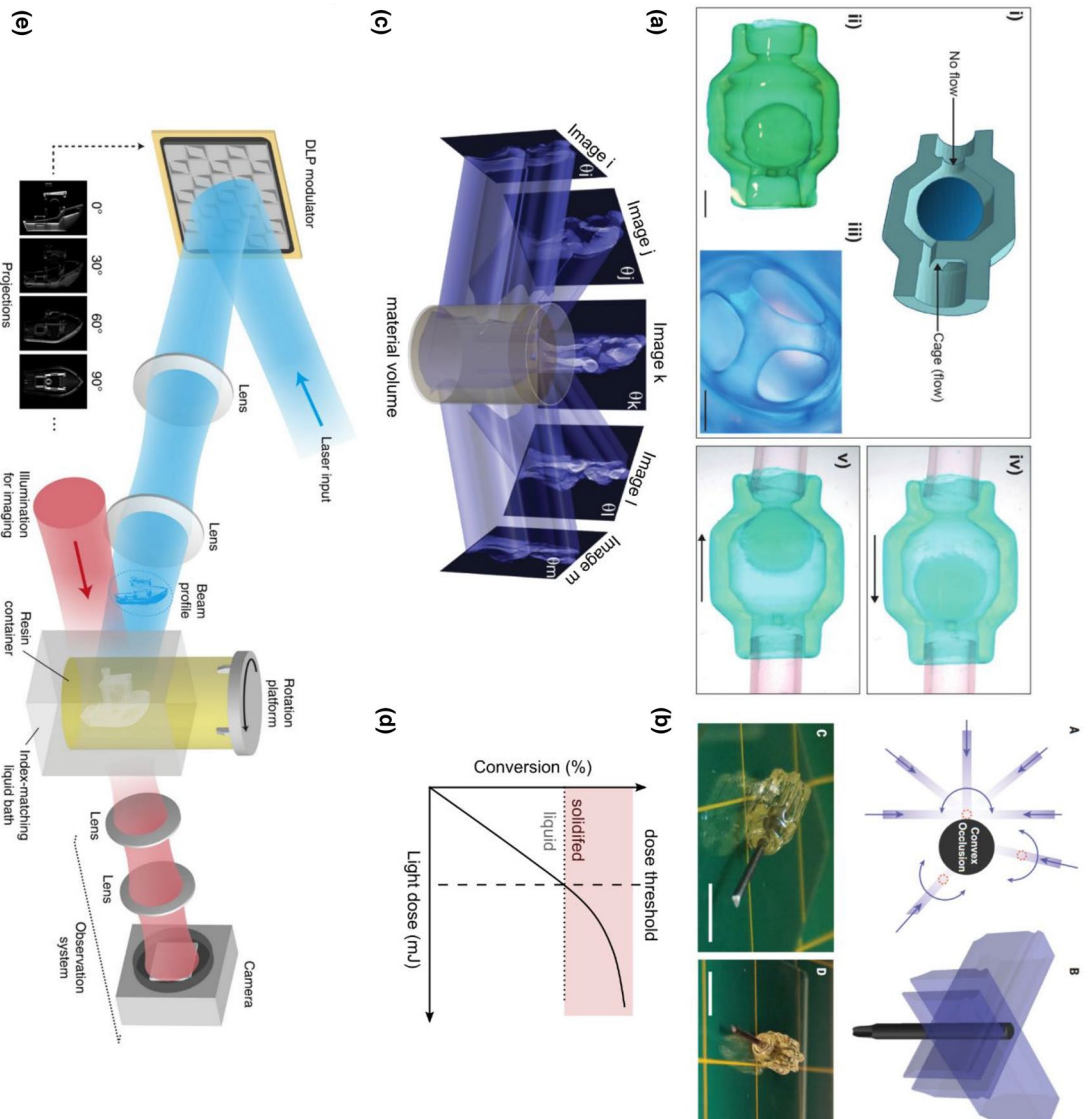 (a)
i)
No flow
Cage (flow)
ii)
iii)
iv)
v)
(b)
A
Convex
Occlusion
B
C
D
(c)
Image i
Image j
Image k
Image l
Image m
θi
θj
θk
θl
θm
material volume
(d)
Conversion (%)
solidifed
liquid
dose threshold
Light dose (mJ)
(e)
DLP modulator
Laser input
Lens
Lens
Beam
profile
Illumination
for imaging
Resin
container
Rotation
platform
Index-matching
liquid bath
Lens
Lens
Observation
system
Camera
0°
30°
60°
90°
...
Projections